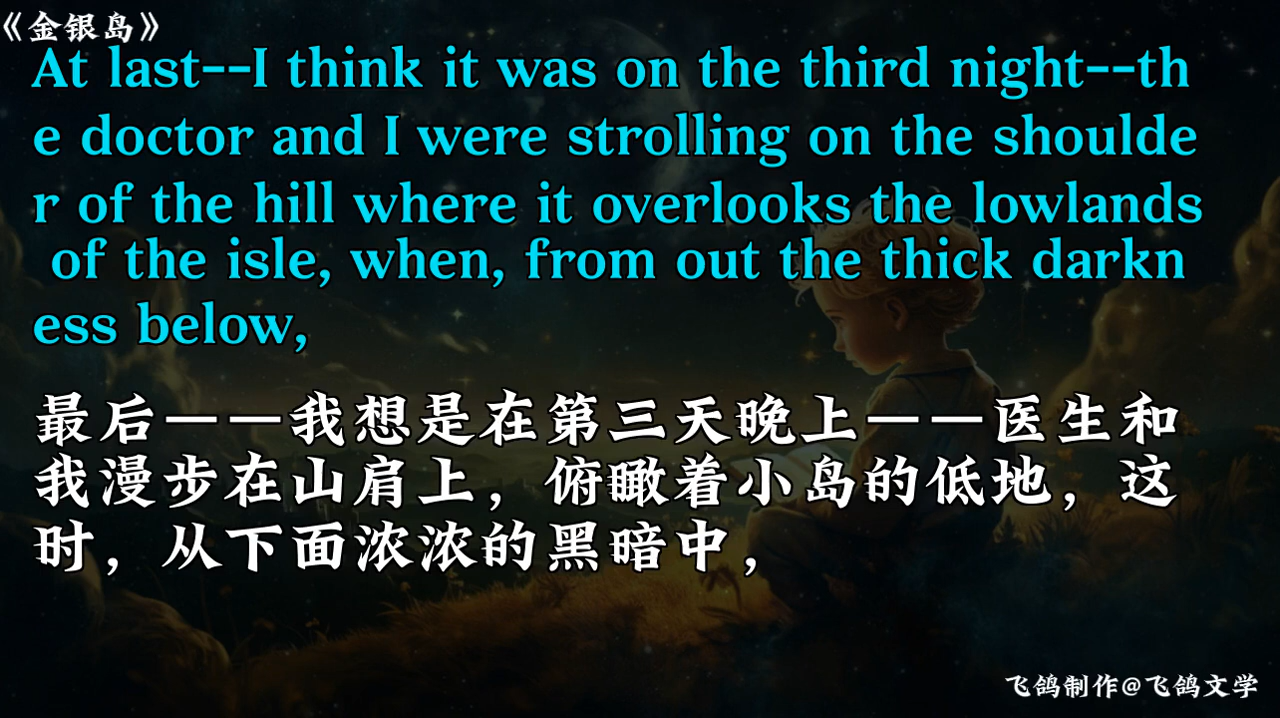 《金银岛》
At last--I think it was on the third night--th
e doctor and I were strolling on the shoulde
r of the hill where it overlooks the lowlands
of the isle, when, from out the thick darkn
ess below,
最后——我想是在第三天晚上——医生和
我漫步在山肩上，俯瞰着小岛的低地，这
时，从下面浓浓的黑暗中，
飞鸽制作@飞鸽文学